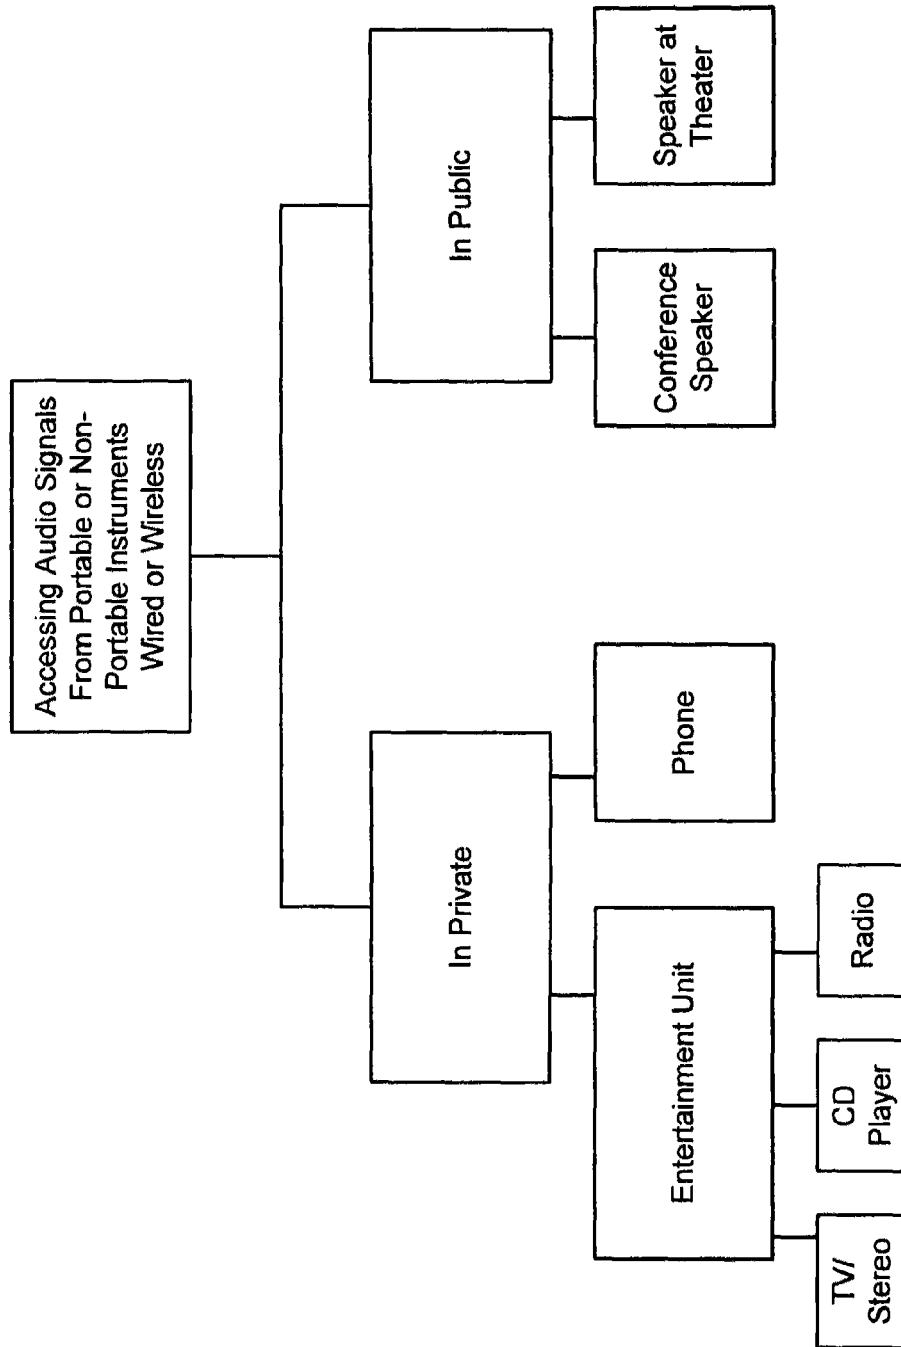 Accessing Audio Signals
From Portable or Non-
Portable Instruments
Wired or Wireless
In Private
In Public
Entertainment Unit
Phone
Conference
Speaker
Speaker at
Theater
TV/
Stereo
CD
Player
Radio